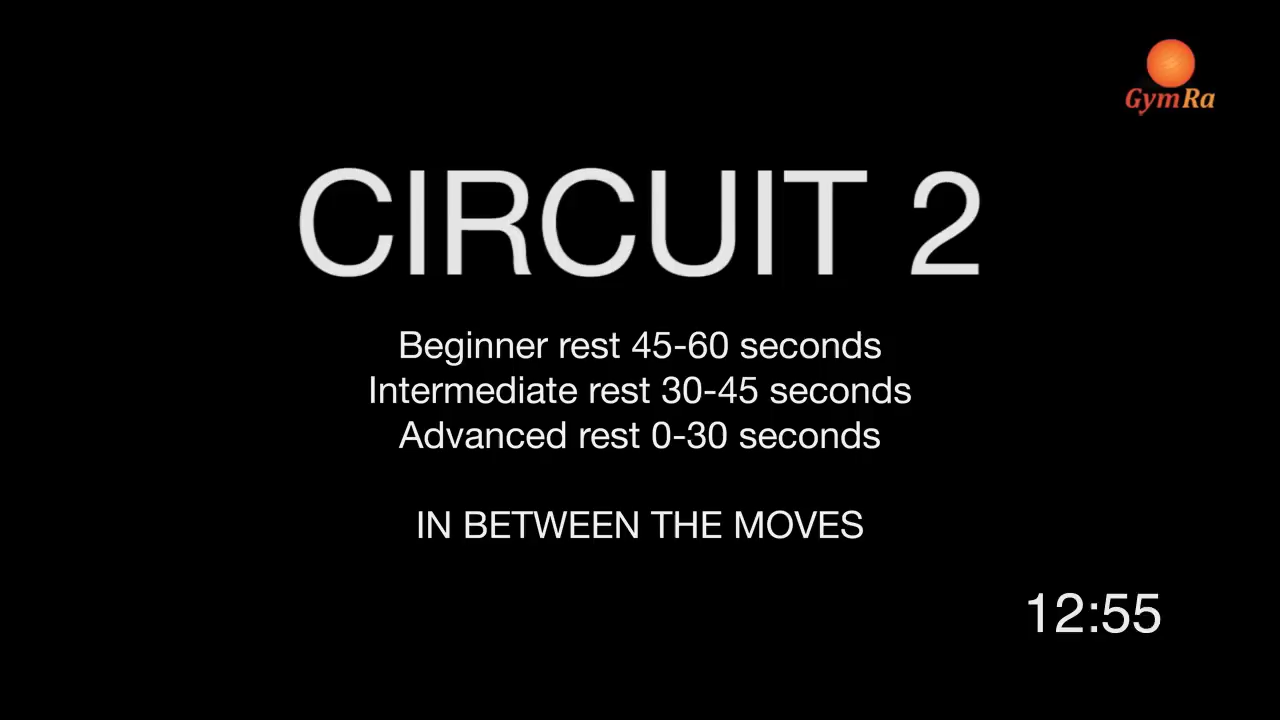 GymRa
CIRCUIT 2
Beginner rest 45-60 seconds
Intermediate rest 30-45 seconds
Advanced rest 0-30 seconds
IN BETWEEN THE MOVES
12:55